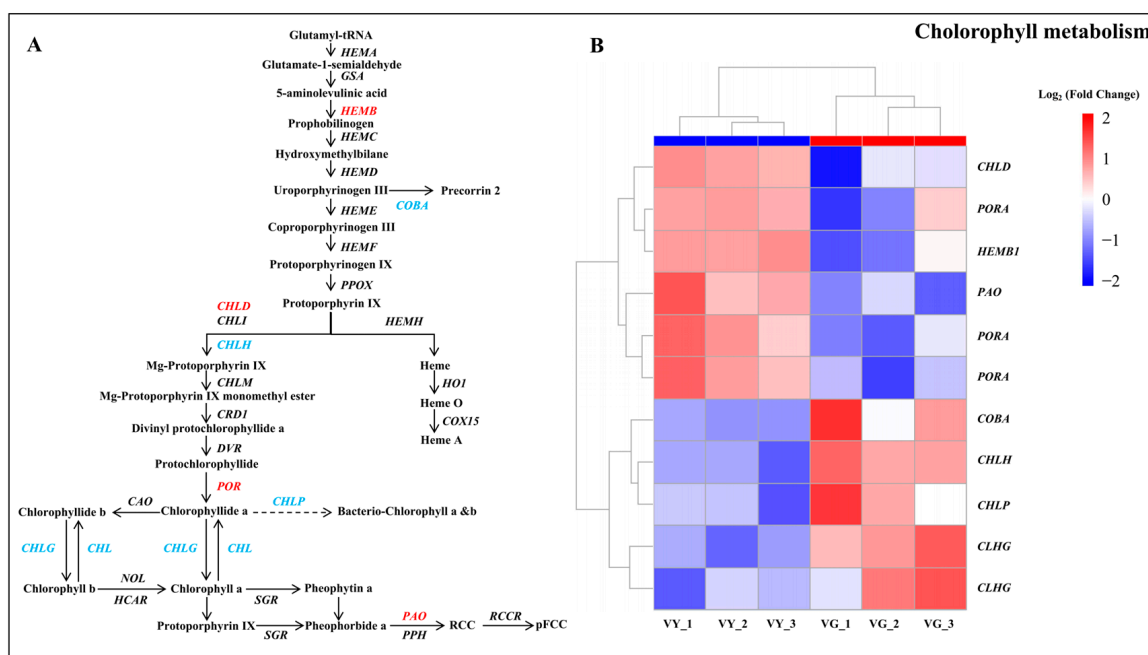 A
Glutamyl-tRNA
HEMA
Glutamate-1-semialdehyde
GSA
5-aminolevulinic acid
HEMB
Prophobilinogen
HEMC
Hydroxymethylbilane
HEMD
Uroporphyrinogen III
Precorrin 2
COBA
HEME
Coproporphyrinogen III
HEMF
Protoporphyrinogen IX
PPOX
Protoporphyrin IX
CHLD
CHLI
HEMH
CHLH
Mg-Protoporphyrin IX
Heme
CHLM
HO1
Mg-Protoporphyrin IX monomethyl ester
Heme O
CRD1
COX15
Divinyl protochlorophyllide a
Heme A
DVR
Protochlorophyllide
POR
CAO
CHLP
Chlorophyllide b
Chlorophyllide a
Bacterio-Chlorophyll a &b
CHLG
CHL
CHLG
CHL
NOL
Chlorophyll b
Chlorophyll a
Pheophytin a
HCAR
SGR
PAO
RCCR
Protoporphyrin IX
Pheophorbide a
RCC
pFCC
SGR
PPH
B
Cholorophyll metabolism
Log2 (Fold Change)
2
1
0
−1
−2
CHLD
PORA
HEMB1
PAO
PORA
PORA
COBA
CHLH
CHLP
CLHG
CLHG
VY_1 VY_2 VY_3 VG_1 VG_2 VG_3